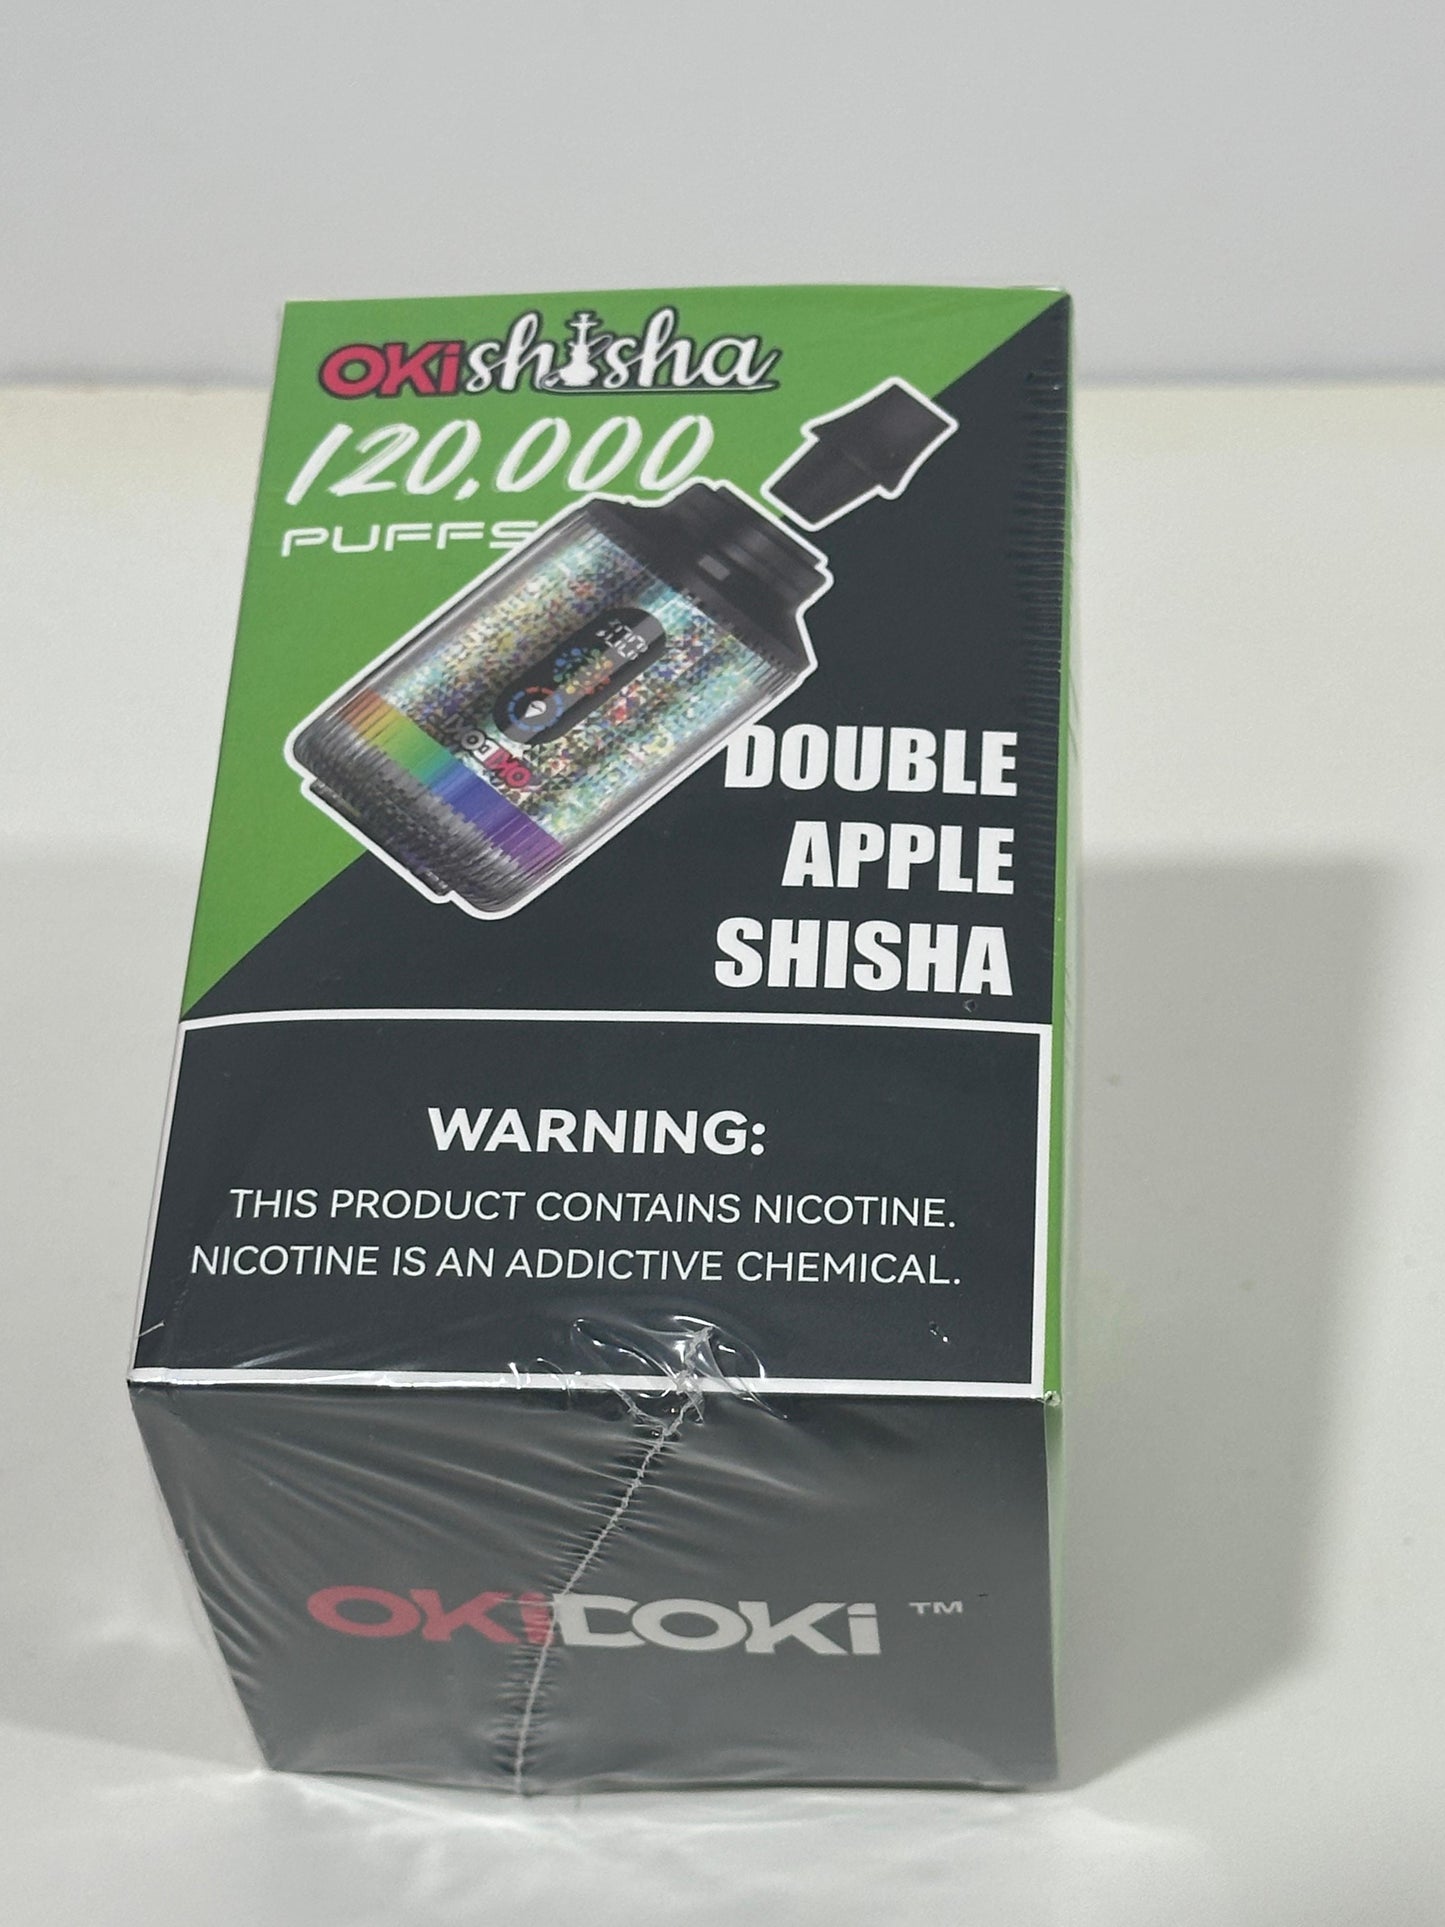 OKishisha
120,000
PUFFS
OKiDOKi
DOUBLE
APPLE
SHISHA
WARNING:
THIS PRODUCT CONTAINS NICOTINE.
NICOTINE IS AN ADDICTIVE CHEMICAL.
OKiDOKi ™